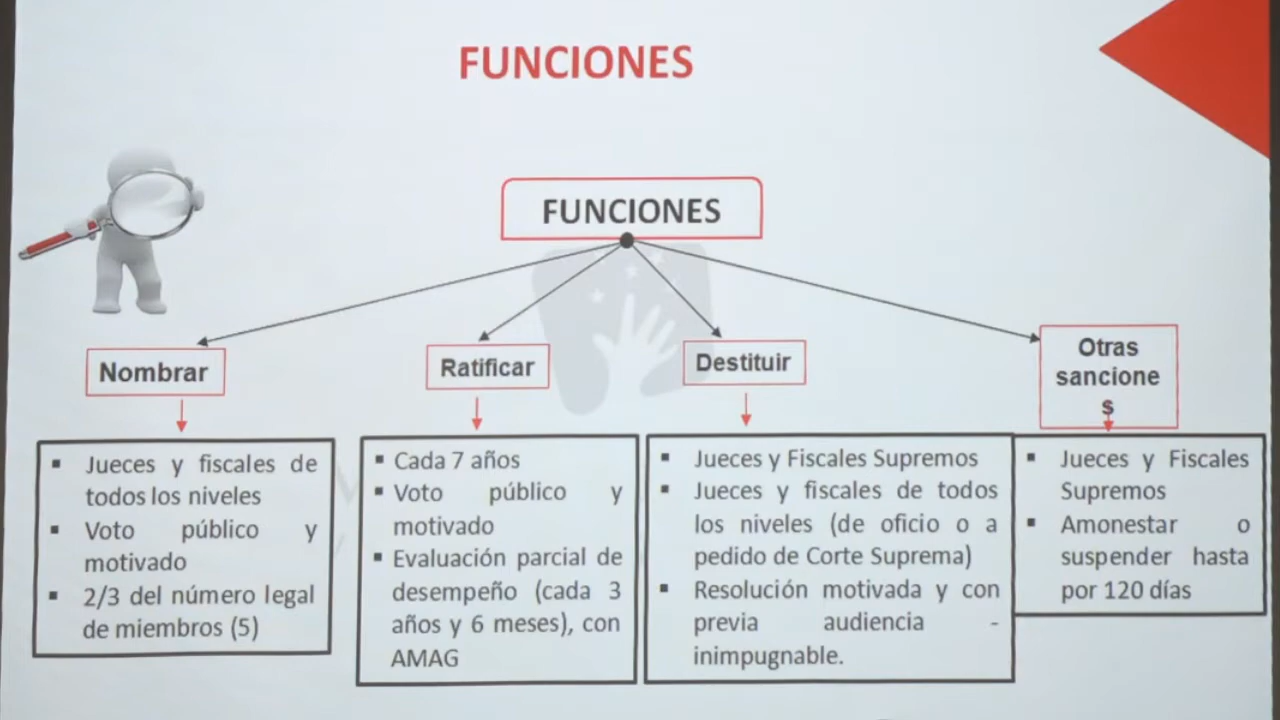 FUNCIONES
FUNCIONES
Nombrar
Ratificar
Destituir
Otras
sancione
s
▪ Jueces y fiscales de
todos los niveles
▪ Voto público y
motivado
▪ 2/3 del número legal
de miembros (5)
▪ Cada 7 años
▪ Voto público y
motivado
▪ Evaluación parcial de
desempeño (cada 3
años y 6 meses), con
AMAG
▪ Jueces y Fiscales Supremos
▪ Jueces y fiscales de todos
los niveles (de oficio o a
pedido de Corte Suprema)
▪ Resolución motivada y con
previa audiencia -
inimpugnable.
▪ Jueces y Fiscales
Supremos
▪ Amonestar o
suspender hasta
por 120 días